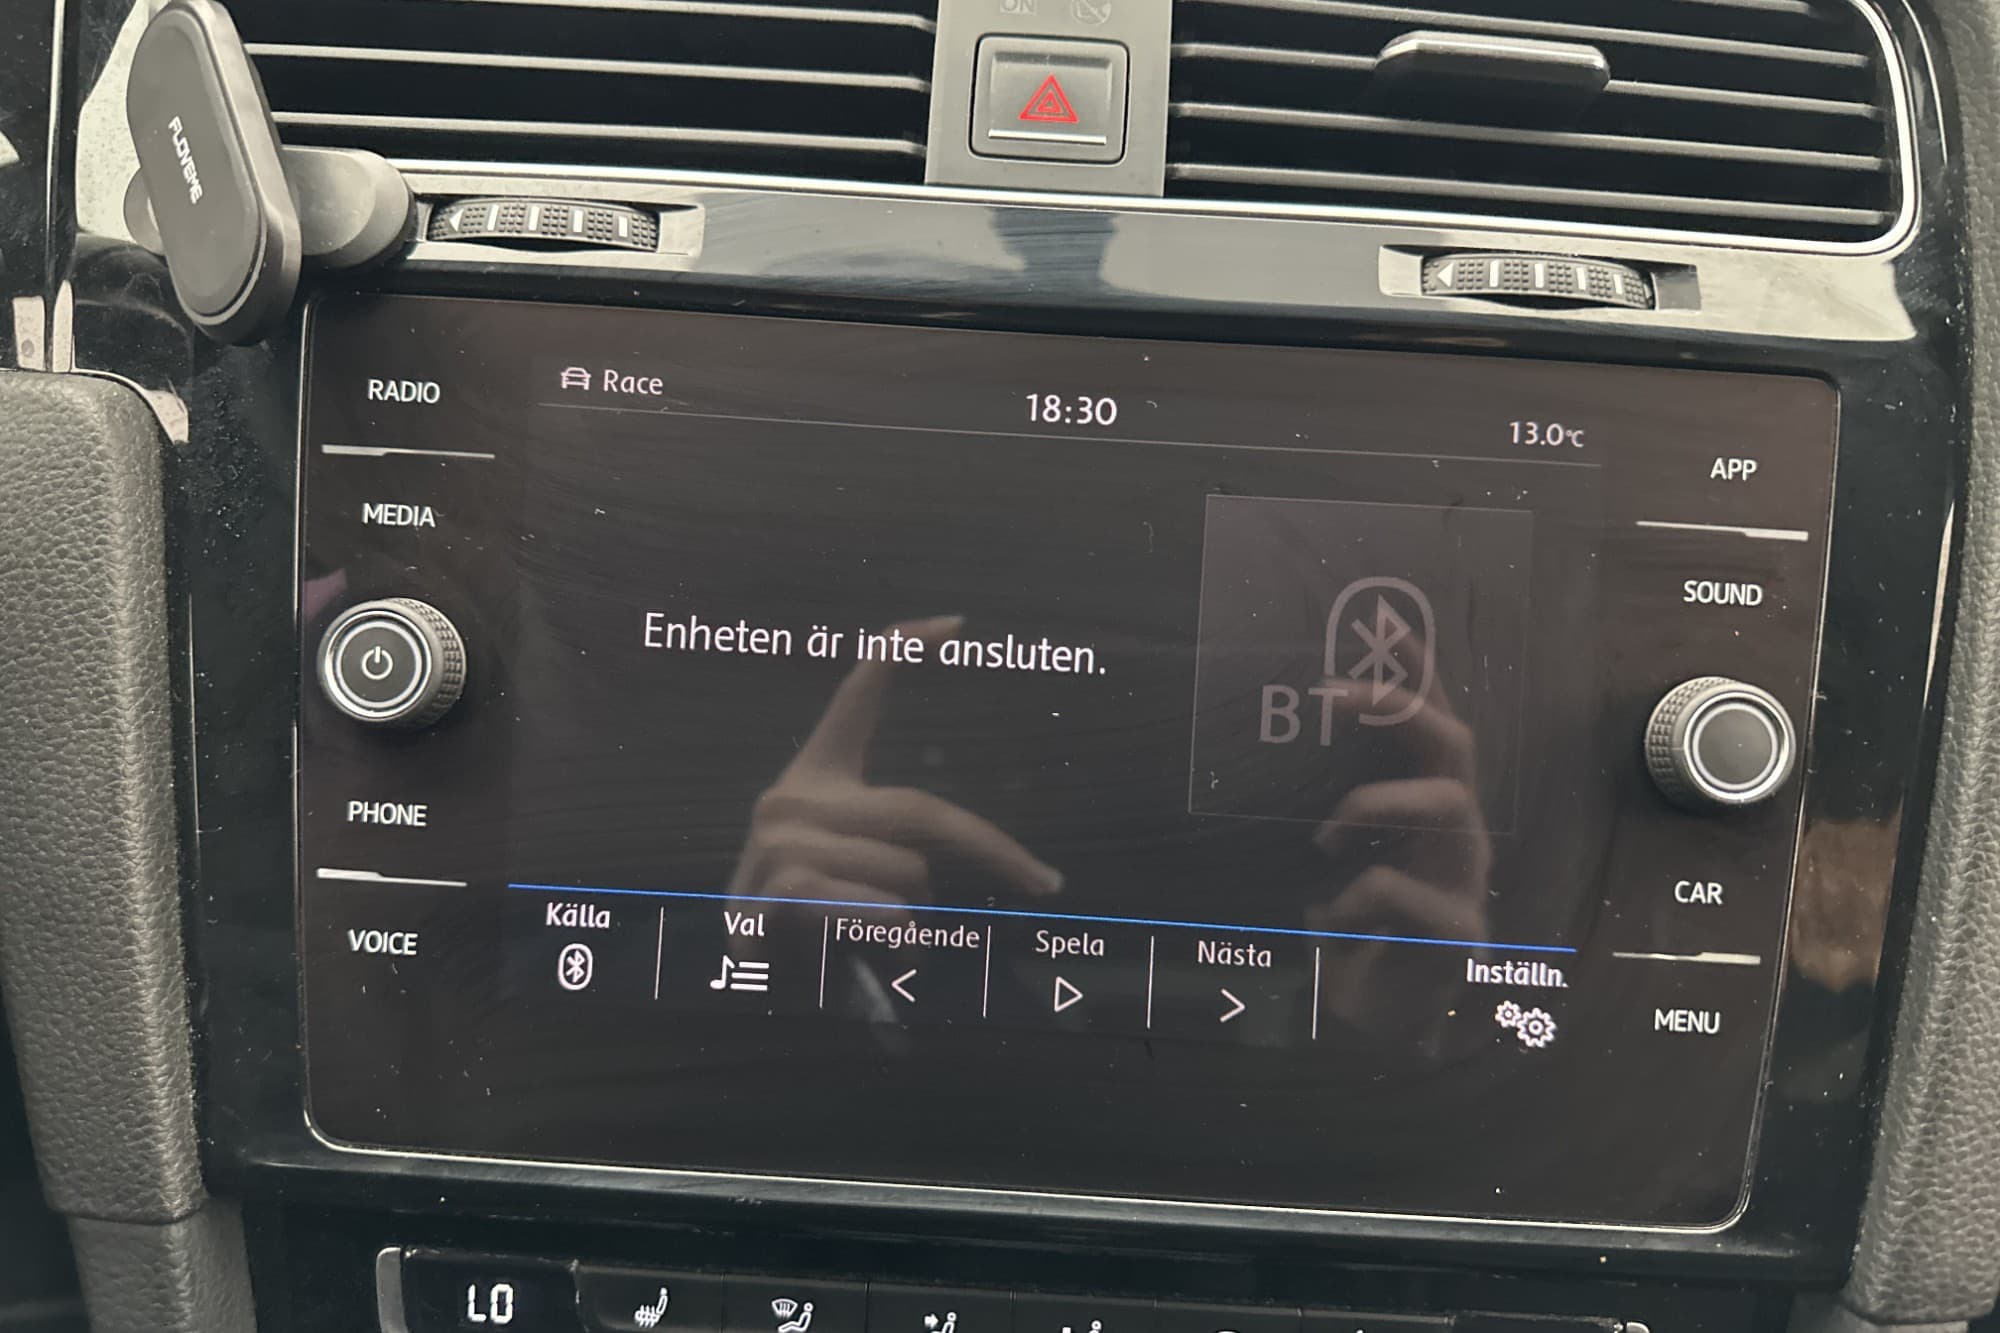 ON
FLOVEME
RADIO
Race
18:30
13.0°C
APP
MEDIA
SOUND
Enheten är inte ansluten.
BT
PHONE
CAR
VOICE
Källa
Val
Föregående
Spela
Nästa
Inställn.
MENU
LO